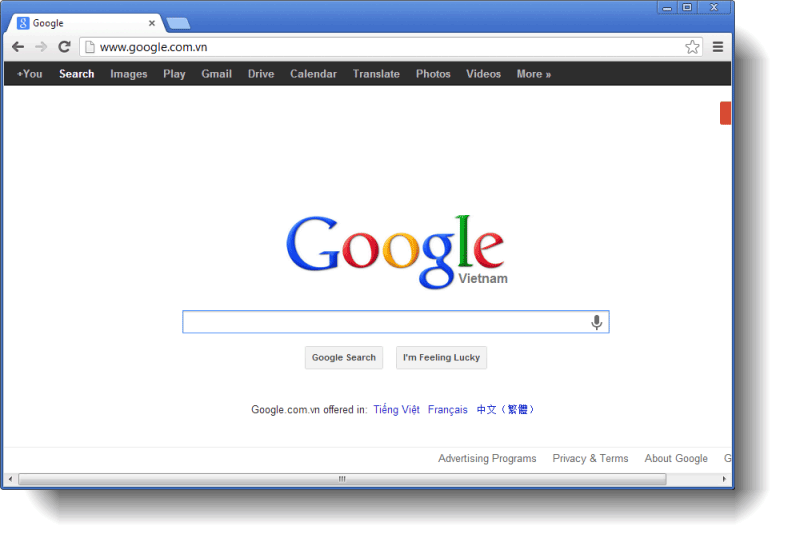 Google
www.google.com.vn
+You Search Images Play Gmail Drive Calendar Translate Photos Videos More »
Google
Vietnam
Google Search I'm Feeling Lucky
Google.com.vn offered in: Tiếng Việt Français 中文（繁體）
Advertising Programs Privacy & Terms About Google G